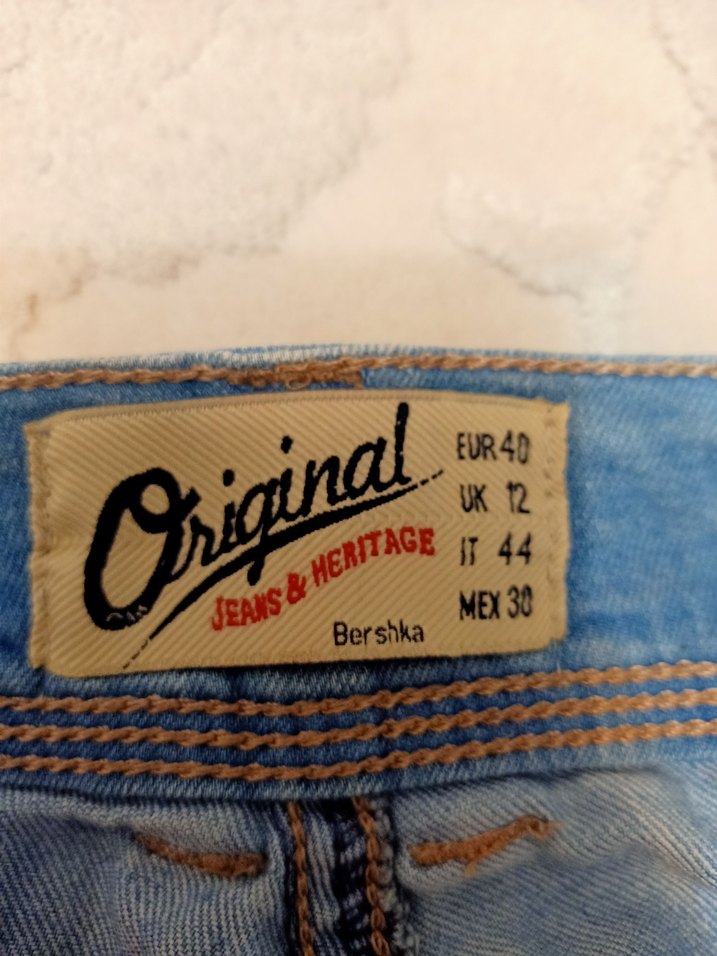 Original
JEANS & HERITAGE
Bershka
EUR 40
UK 12
IT 44
MEX 30